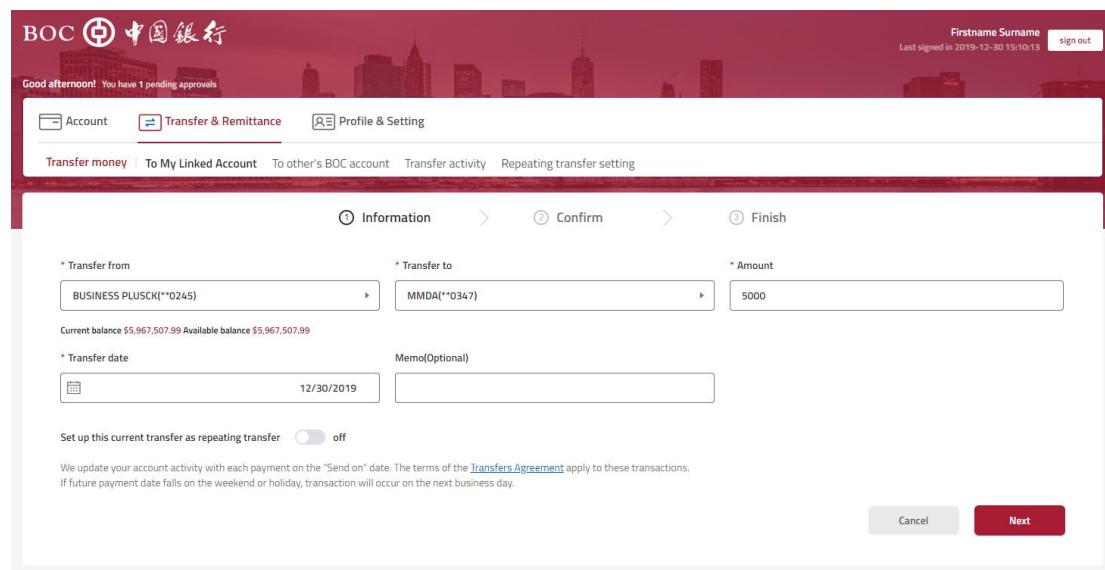 BOC 中国银行
Firstname Surname
Last signed in 2019-12-30 15:10:13
sign out
Good afternoon! You have 1 pending approvals
Account Transfer & Remittance Profile & Setting
Transfer money To My Linked Account To other's BOC account Transfer activity Repeating transfer setting
1 Information 2 Confirm 3 Finish
* Transfer from * Transfer to * Amount
BUSINESS PLUSCK(**0245) MMDA(**0347) 5000
Current balance $5,967,507.99 Available balance $5,967,507.99
* Transfer date Memo(Optional)
12/30/2019
Set up this current transfer as repeating transfer off
We update your account activity with each payment on the "Send on" date. The terms of the Transfers Agreement apply to these transactions.
If future payment date falls on the weekend or holiday, transaction will occur on the next business day.
Cancel Next